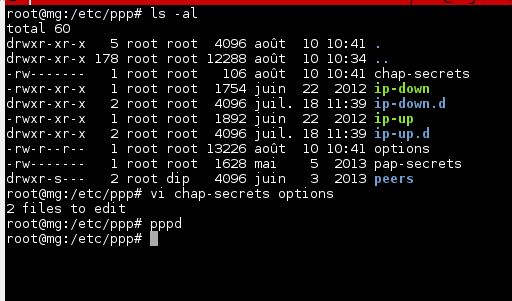 root@mg:/etc/ppp# ls -al
total 60
drwxr-xr-x   5 root root  4096 août  10 10:41 .
drwxr-xr-x 178 root root 12288 août  10 10:34 ..
-rw-------   1 root root   106 août  10 10:41 chap-secrets
-rwxr-xr-x   1 root root  1754 juin  22  2012 ip-down
drwxr-xr-x   2 root root  4096 juil. 18 11:39 ip-down.d
-rwxr-xr-x   1 root root  1892 juin  22  2012 ip-up
drwxr-xr-x   2 root root  4096 juil. 18 11:39 ip-up.d
-rw-r--r--   1 root root 13226 août  10 10:41 options
-rw-------   1 root root  1628 mai    5  2013 pap-secrets
drwxr-s---   2 root dip   4096 juin   3  2013 peers
root@mg:/etc/ppp# vi chap-secrets options
2 files to edit
root@mg:/etc/ppp# pppd
root@mg:/etc/ppp#